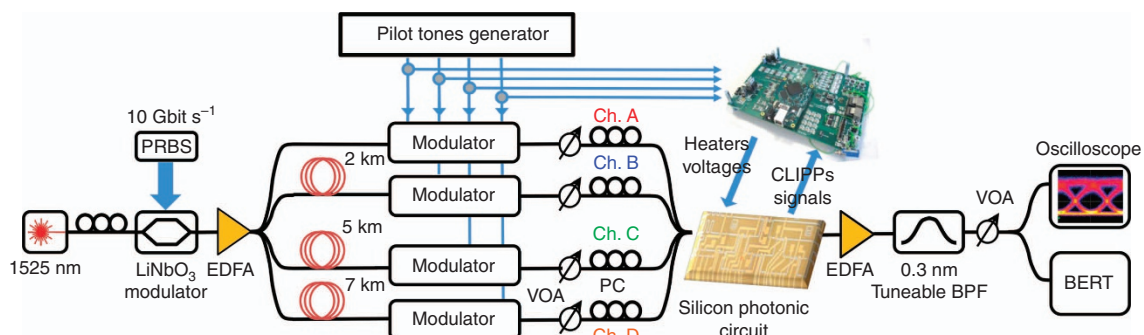 Pilot tones generator
10 Gbit s⁻¹
PRBS
1525 nm
LiNbO₃
modulator
EDFA
2 km
5 km
7 km
Modulator
Modulator
Modulator
Modulator
Ch. A
Ch. B
Ch. C
Ch. D
VOA
PC
Heaters
voltages
CLIPPs
signals
Silicon photonic
circuit
EDFA
0.3 nm
Tuneable BPF
VOA
Oscilloscope
BERT